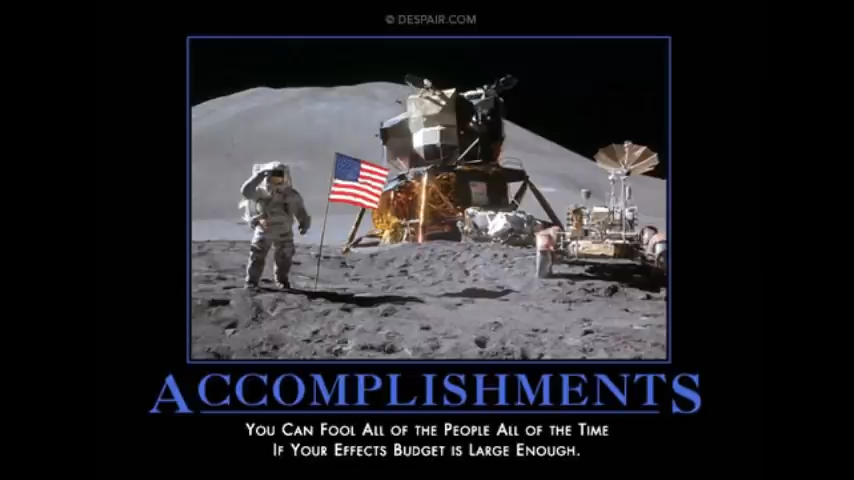 © DESPAIR.COM
ACCOMPLISHMENTS
YOU CAN FOOL ALL OF THE PEOPLE ALL OF THE TIME
IF YOUR EFFECTS BUDGET IS LARGE ENOUGH.